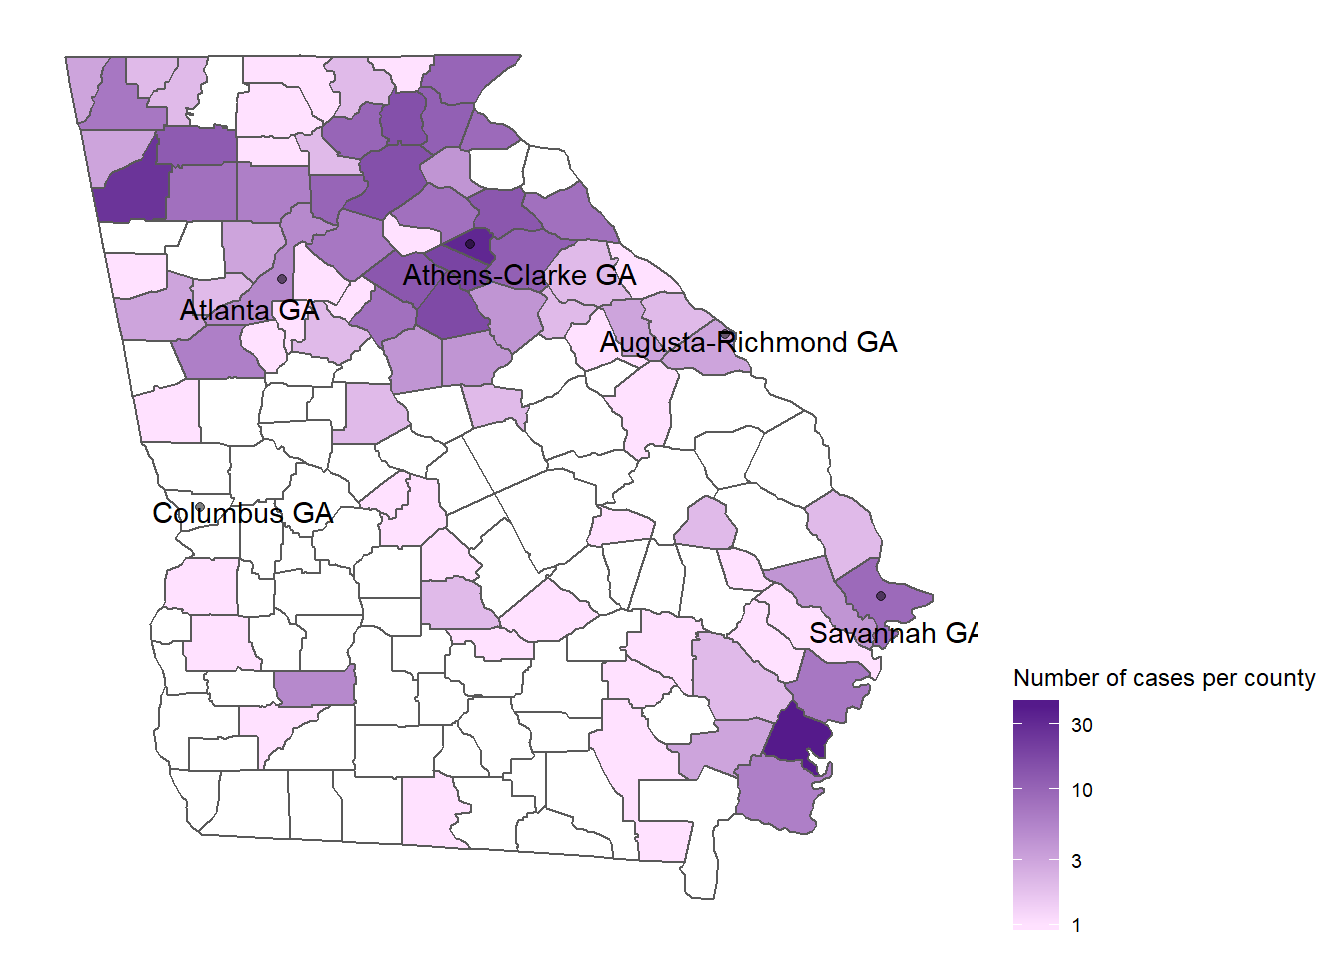 Athens-Clarke GA
Atlanta GA
Augusta-Richmond GA
Columbus GA
Savannah GA
Number of cases per county
30
10
3
1